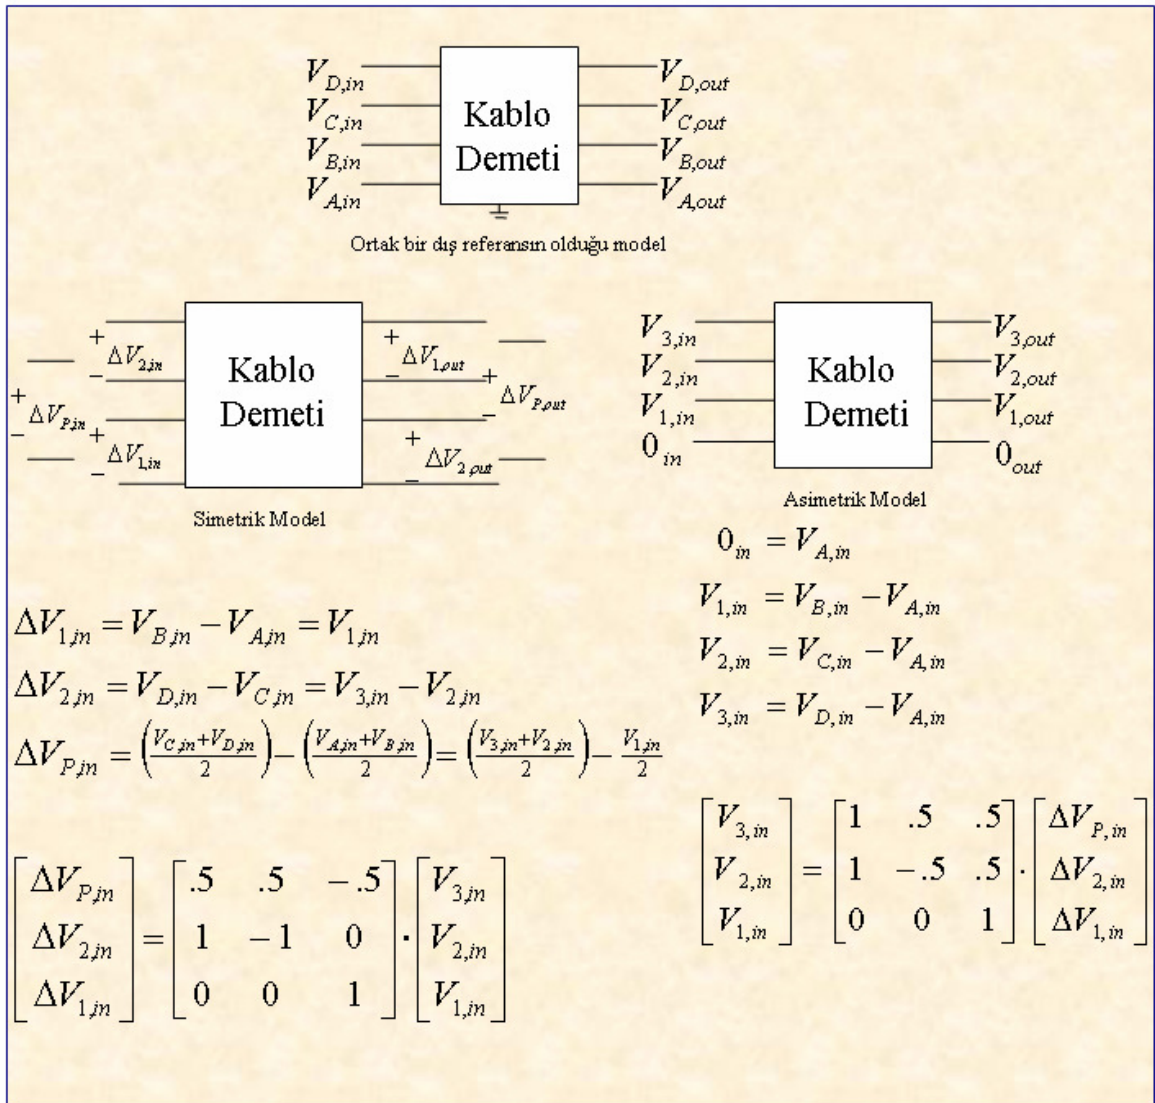 V_{D,in} V_{D,out}
V_{C,in} Kablo V_{C,out}
V_{B,in} Demeti V_{B,out}
V_{A,in} V_{A,out}
Ortak bir dış referansın olduğu model
+ ΔV_{2,in} −
+ ΔV_{P,in} −
+ ΔV_{1,in} −
Kablo
Demeti
+ ΔV_{1,out} −
+ ΔV_{P,out} −
+ ΔV_{2,out} −
Simetrik Model
V_{3,in} V_{3,out}
V_{2,in} Kablo V_{2,out}
V_{1,in} Demeti V_{1,out}
0_{in} 0_{out}
Asimetrik Model
0_{in} = V_{A,in}
V_{1,in} = V_{B,in} − V_{A,in}
V_{2,in} = V_{C,in} − V_{A,in}
V_{3,in} = V_{D,in} − V_{A,in}
ΔV_{1,in} = V_{B,in} − V_{A,in} = V_{1,in}
ΔV_{2,in} = V_{D,in} − V_{C,in} = V_{3,in} − V_{2,in}
ΔV_{P,in} = ((V_{C,in}+V_{D,in})/2) − ((V_{A,in}+V_{B,in})/2) = ((V_{3,in}+V_{2,in})/2) − V_{1,in}/2
[ΔV_{P,in}] [.5 .5 −.5] [V_{3,in}]
[ΔV_{2,in}] = [1 −1 0] · [V_{2,in}]
[ΔV_{1,in}] [0 0 1] [V_{1,in}]
[V_{3,in}] [1 .5 .5] [ΔV_{P,in}]
[V_{2,in}] = [1 −.5 .5] · [ΔV_{2,in}]
[V_{1,in}] [0 0 1] [ΔV_{1,in}]